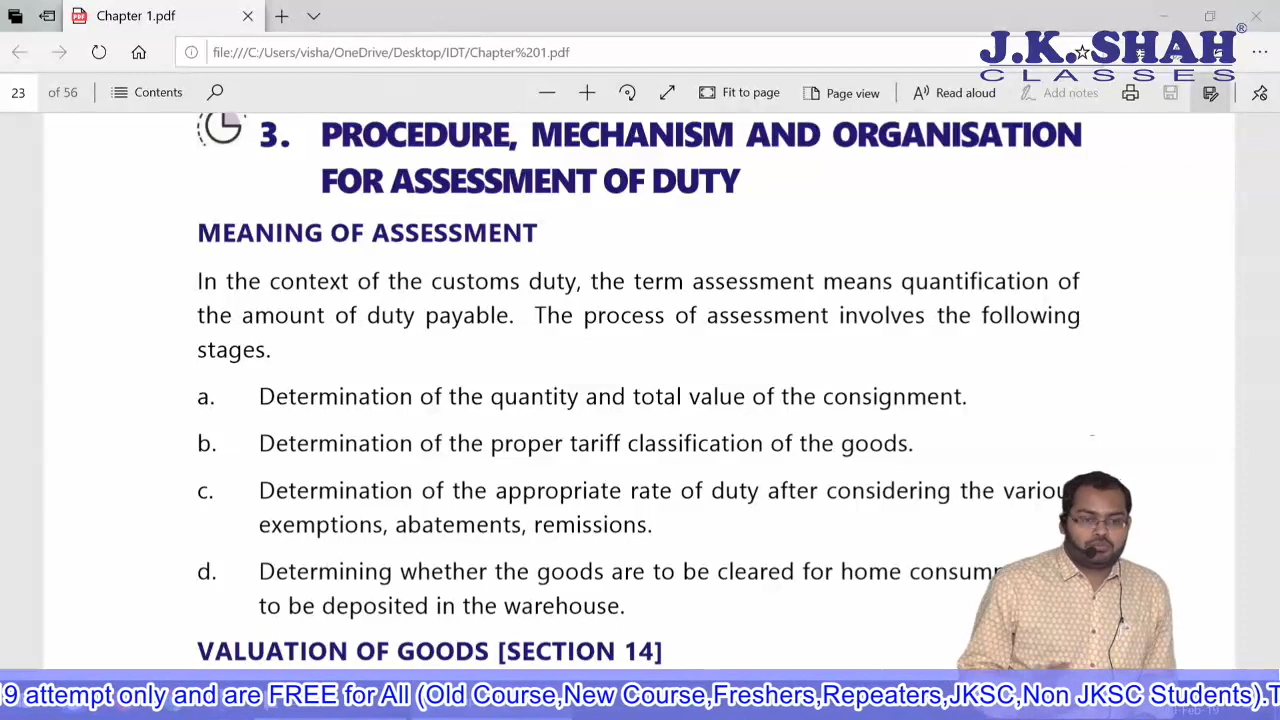 Chapter 1.pdf
J.K.SHAH®
CLASSES
file:///C:/Users/visha/OneDrive/Desktop/IDT/Chapter%201.pdf
23 of 56 Contents Fit to page Page view Read aloud Add notes
3. PROCEDURE, MECHANISM AND ORGANISATION
FOR ASSESSMENT OF DUTY
MEANING OF ASSESSMENT
In the context of the customs duty, the term assessment means quantification of
the amount of duty payable. The process of assessment involves the following
stages.
a. Determination of the quantity and total value of the consignment.
b. Determination of the proper tariff classification of the goods.
c. Determination of the appropriate rate of duty after considering the
exemptions, abatements, remissions.
d. Determining whether the goods are to be cleared for home
to be deposited in the warehouse.
VALUATION OF GOODS [SECTION 14]
attempt only and are FREE for All (Old Course,New Course,Freshers,Repeaters,JKSC,Non JKSC Students).